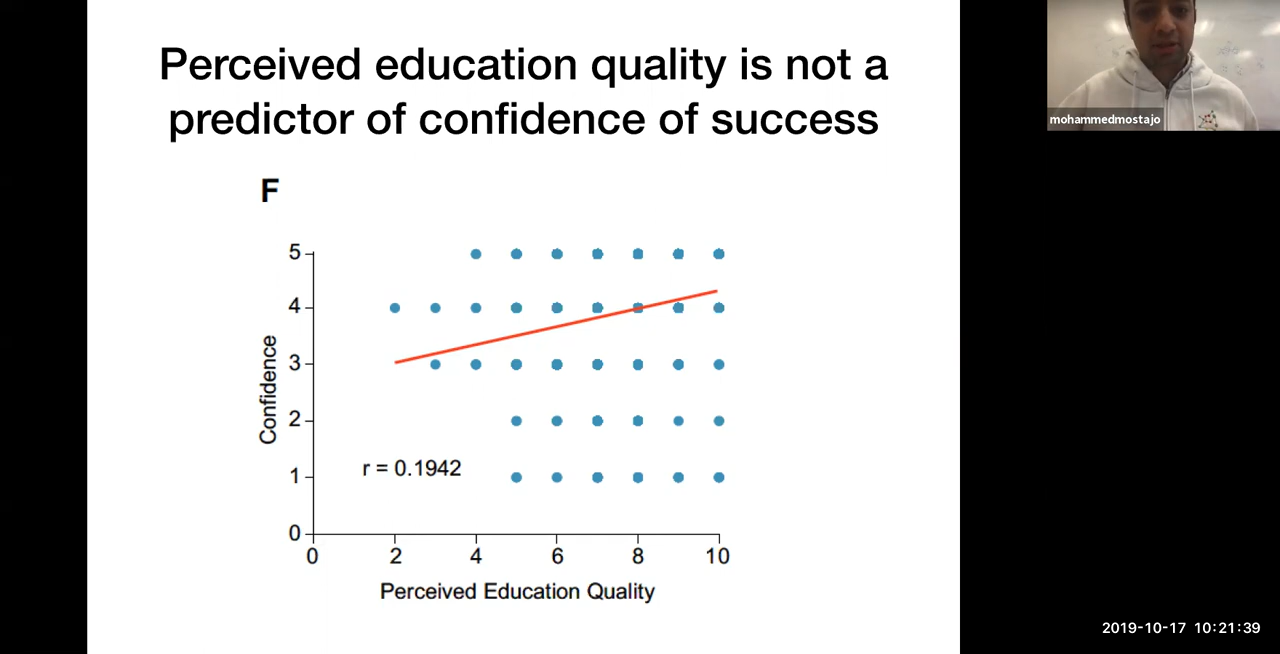 Perceived education quality is not a
predictor of confidence of success
mohammedmostajo
F
5
4
3
2
1
0
Confidence
r = 0.1942
0 2 4 6 8 10
Perceived Education Quality
2019-10-17 10:21:39